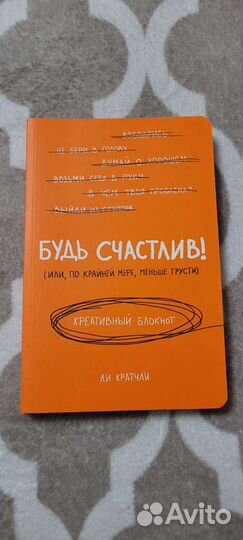 ВЗБОДРИСЬ
НЕ БЕРИ В ГОЛОВУ
ДУМАЙ О ХОРОШЕМ
ВОЗЬМИ СЕБЯ В РУКИ
В ЧЕМ ТВОЯ ПРОБЛЕМА?
ВЫЙДИ ИЗ СТУПОРА
БУДЬ СЧАСТЛИВ!
(ИЛИ, ПО КРАЙНЕЙ МЕРЕ, МЕНЬШЕ ГРУСТИ)
КРЕАТИВНЫЙ БЛОКНОТ
ЛИ КРАТЧЛИ
Avito